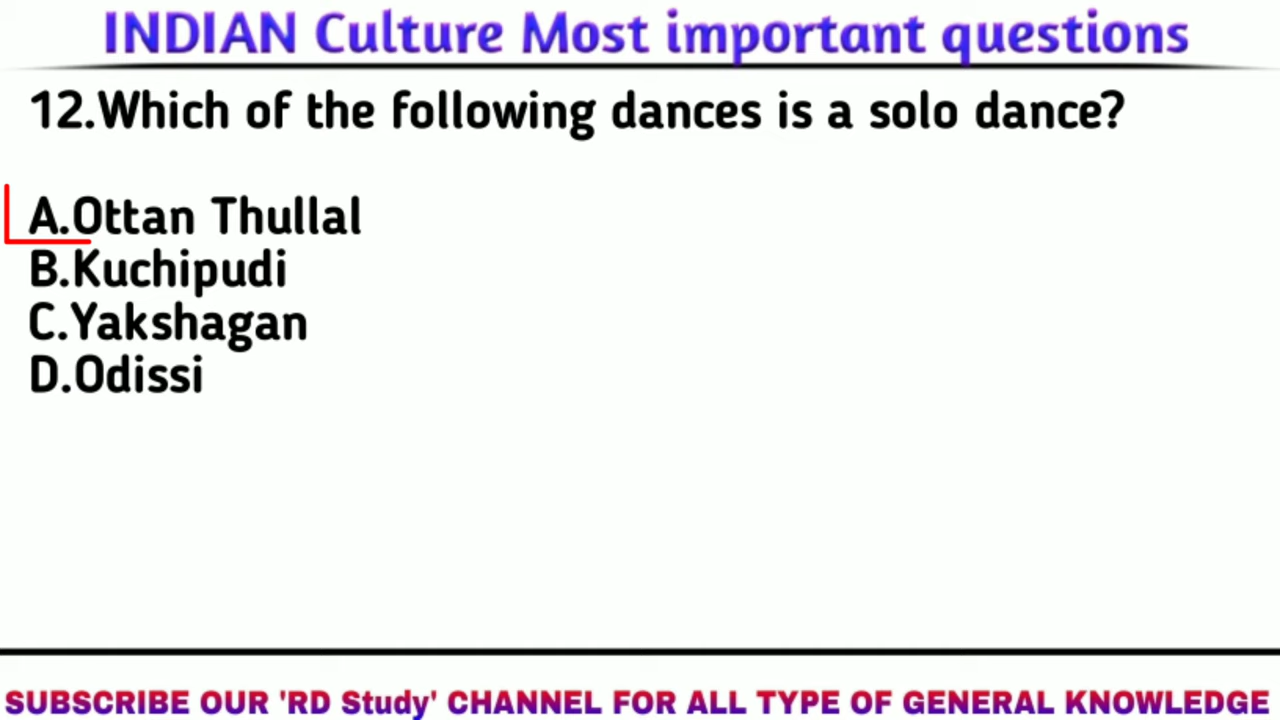 INDIAN Culture Most important questions
12.Which of the following dances is a solo dance?
A.Ottan Thullal
B.Kuchipudi
C.Yakshagan
D.Odissi
SUBSCRIBE OUR 'RD Study' CHANNEL FOR ALL TYPE OF GENERAL KNOWLEDGE